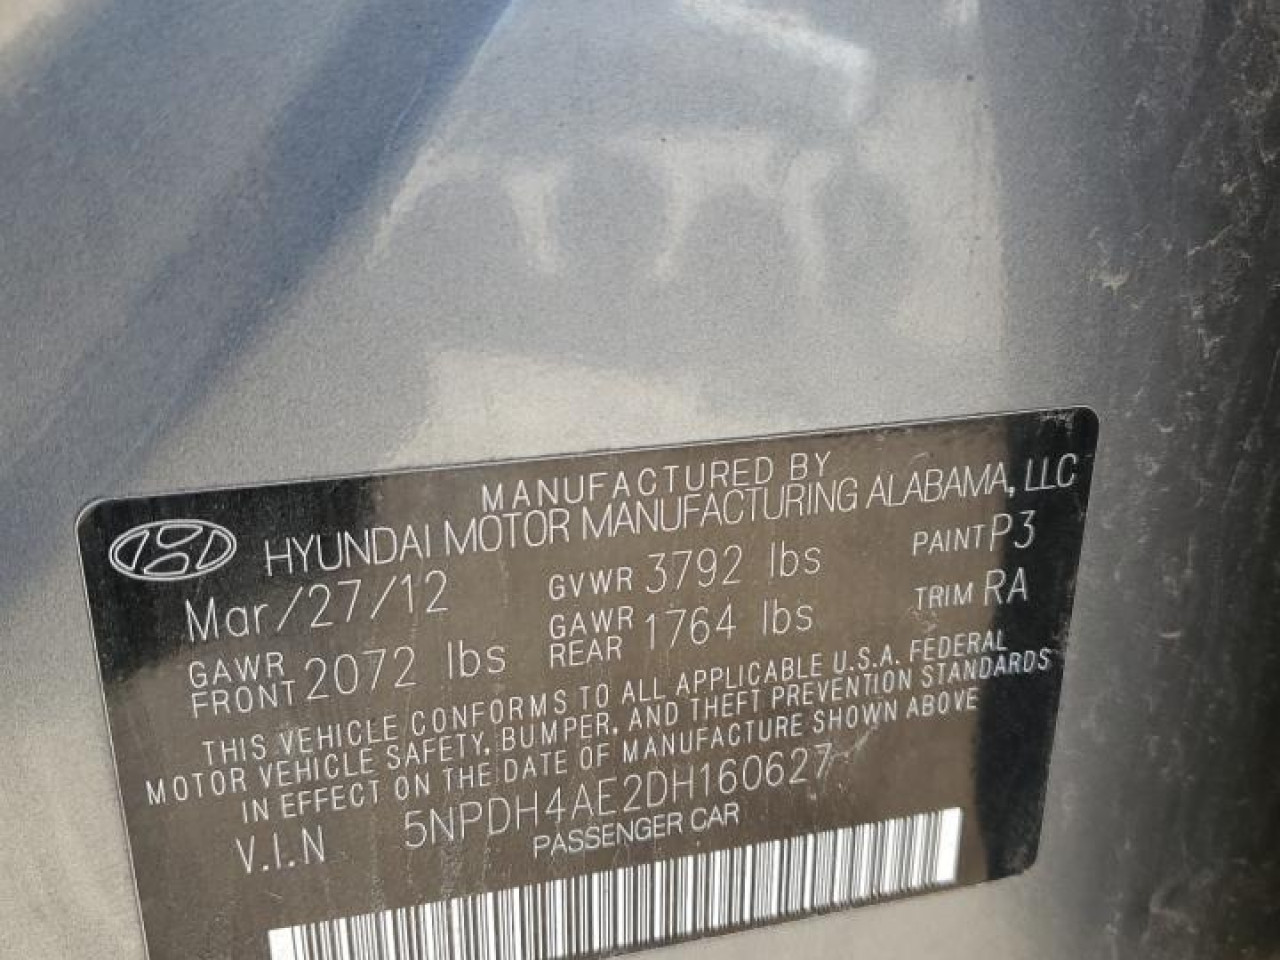 MANUFACTURED BY
HYUNDAI MOTOR MANUFACTURING ALABAMA, LLC
Mar/27/12 GVWR 3792 lbs PAINT P3
GAWR FRONT 2072 lbs GAWR REAR 1764 lbs TRIM RA
THIS VEHICLE CONFORMS TO ALL APPLICABLE U.S.A. FEDERAL
MOTOR VEHICLE SAFETY, BUMPER, AND THEFT PREVENTION STANDARDS
IN EFFECT ON THE DATE OF MANUFACTURE SHOWN ABOVE
V.I.N 5NPDH4AE2DH160627
PASSENGER CAR